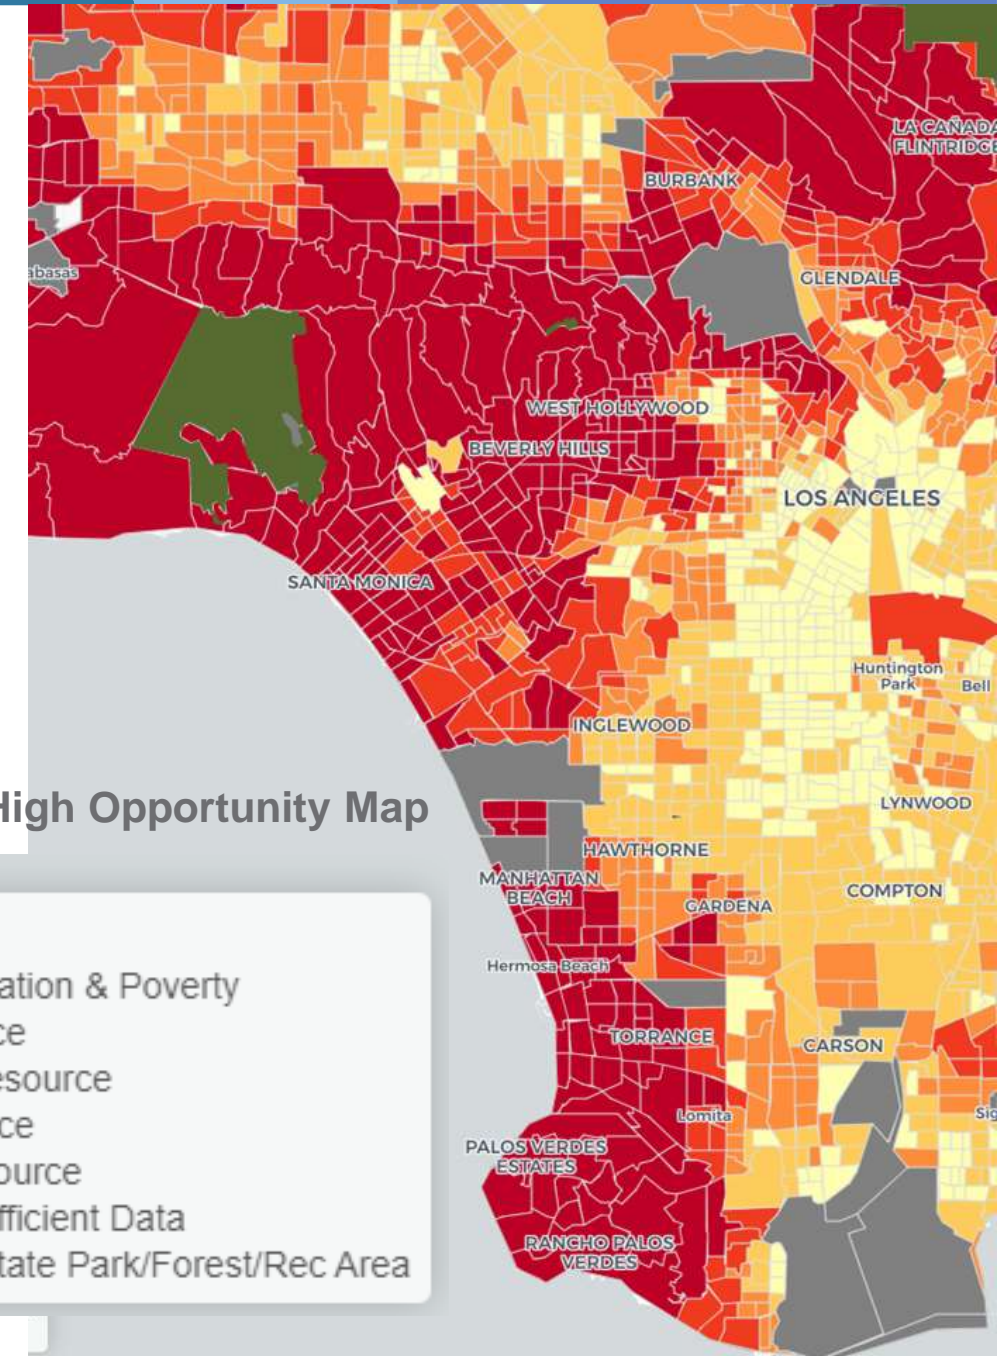 LA CAÑADA
FLINTRIDGE
BURBANK
abasas
GLENDALE
WEST HOLLYWOOD
BEVERLY HILLS
LOS ANGELES
SANTA MONICA
Huntington
Park
Bell
INGLEWOOD
High Opportunity Map
LYNWOOD
HAWTHORNE
MANHATTAN
BEACH
COMPTON
GARDENA
Hermosa Beach
ation & Poverty
ce
esource
ce
ource
fficient Data
tate Park/Forest/Rec Area
TORRANCE
CARSON
Lomita
Sig
PALOS VERDES
ESTATES
RANCHO PALOS
VERDES